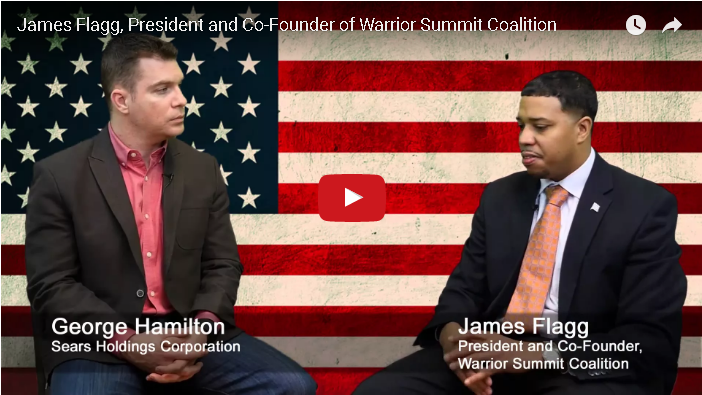 James Flagg, President and Co-Founder of Warrior Summit Coalition
George Hamilton
Sears Holdings Corporation
James Flagg
President and Co-Founder,
Warrior Summit Coalition